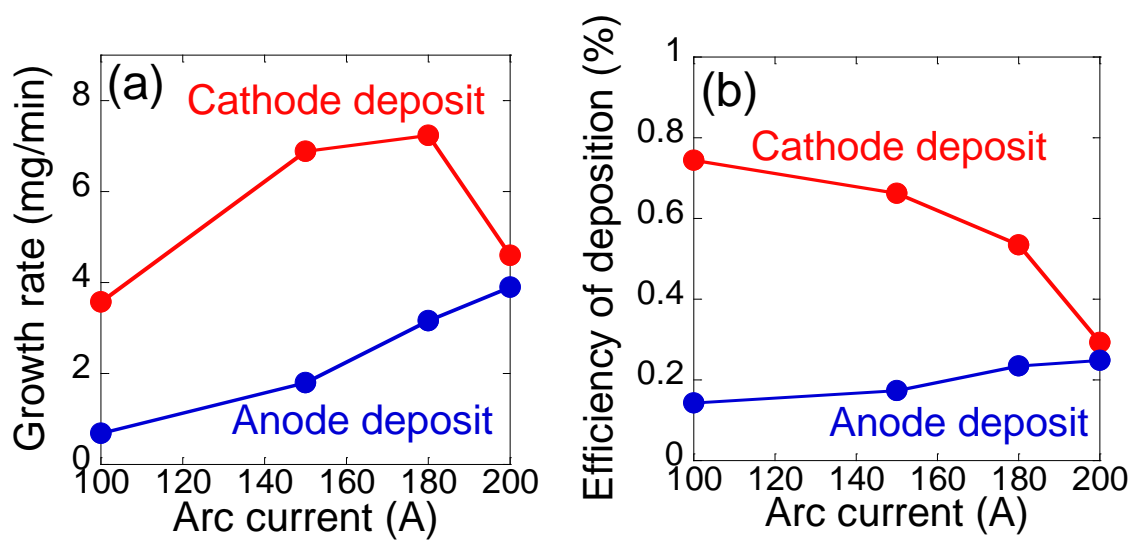 (a)
Growth rate (mg/min)
8
6
4
2
0
Cathode deposit
Anode deposit
100 120 140 160 180 200
Arc current (A)
(b)
Efficiency of deposition (%)
1
0.8
0.6
0.4
0.2
0
Cathode deposit
Anode deposit
100 120 140 160 180 200
Arc current (A)